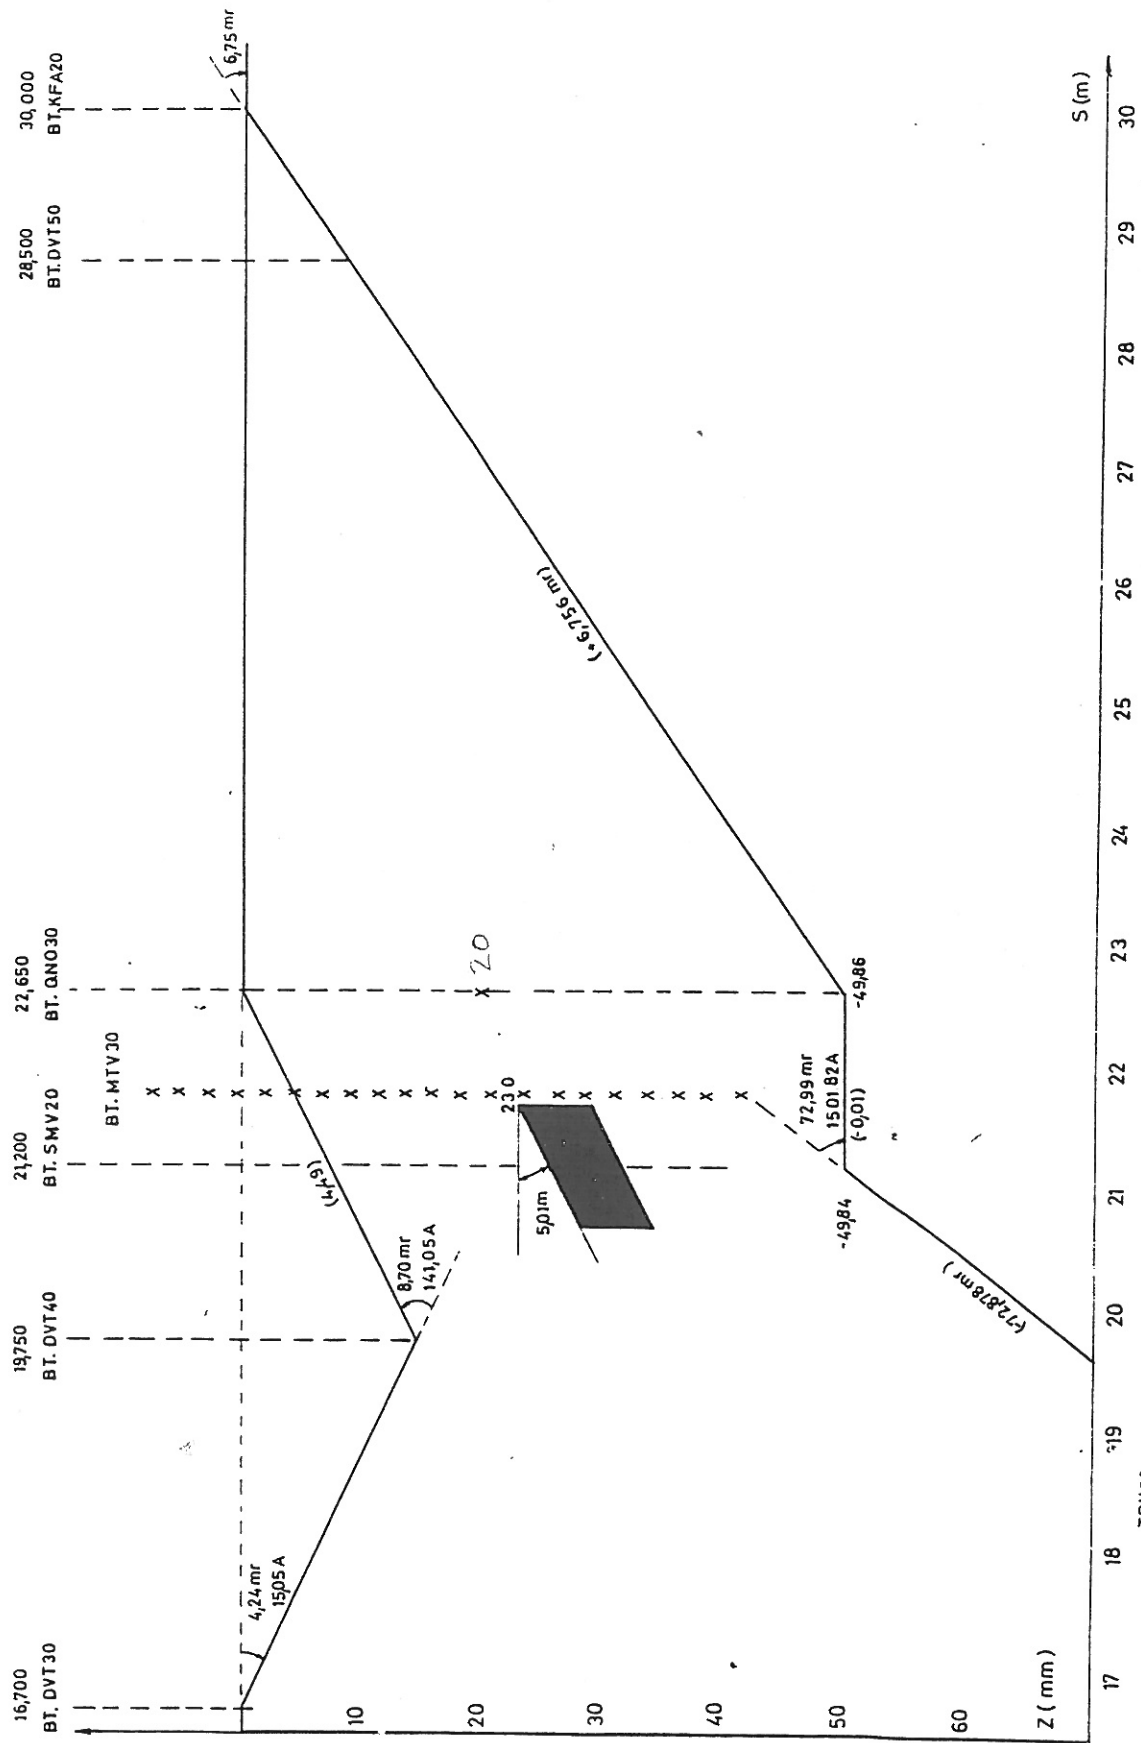 16,700
BT. DVT30
19,750
BT. DVT40
21,200
BT. SMV20
BT. MTV30
22,650
BT. QNO30
28,500
BT.DVT50
30,000
BT.KFA20
6,75 mr
4,24 mr
15,05 A
8,70 mr
141,05 A
(4,49)
20
230
5,01m
(+6,756 mr)
72,99 mr
1501 82 A
(-0,01)
-49,84
-49,86
(-72,878 mr)
10
20
30
40
50
60
Z (mm)
S (m)
17
18
19
20
21
22
23
24
25
26
27
28
29
30